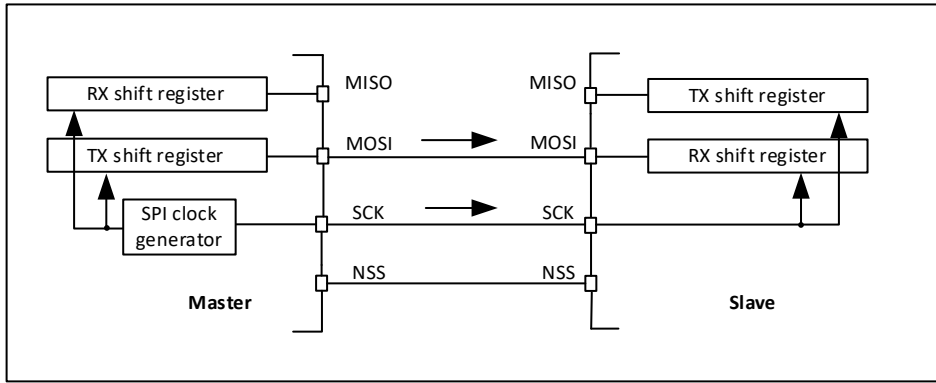 RX shift register
MISO
MISO
TX shift register
TX shift register
MOSI
MOSI
RX shift register
SPI clock
generator
SCK
SCK
NSS
NSS
Master
Slave